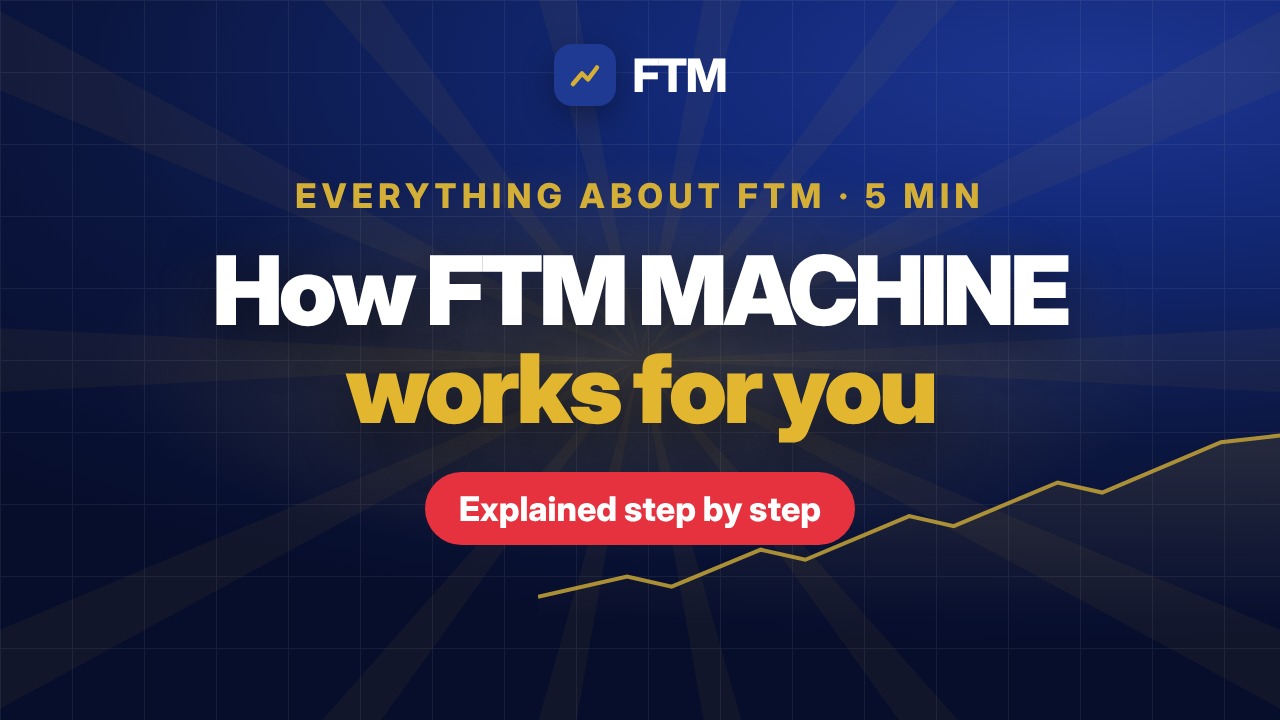 FTM
EVERYTHING ABOUT FTM · 5 MIN
How FTM MACHINE
works for you
Explained step by step